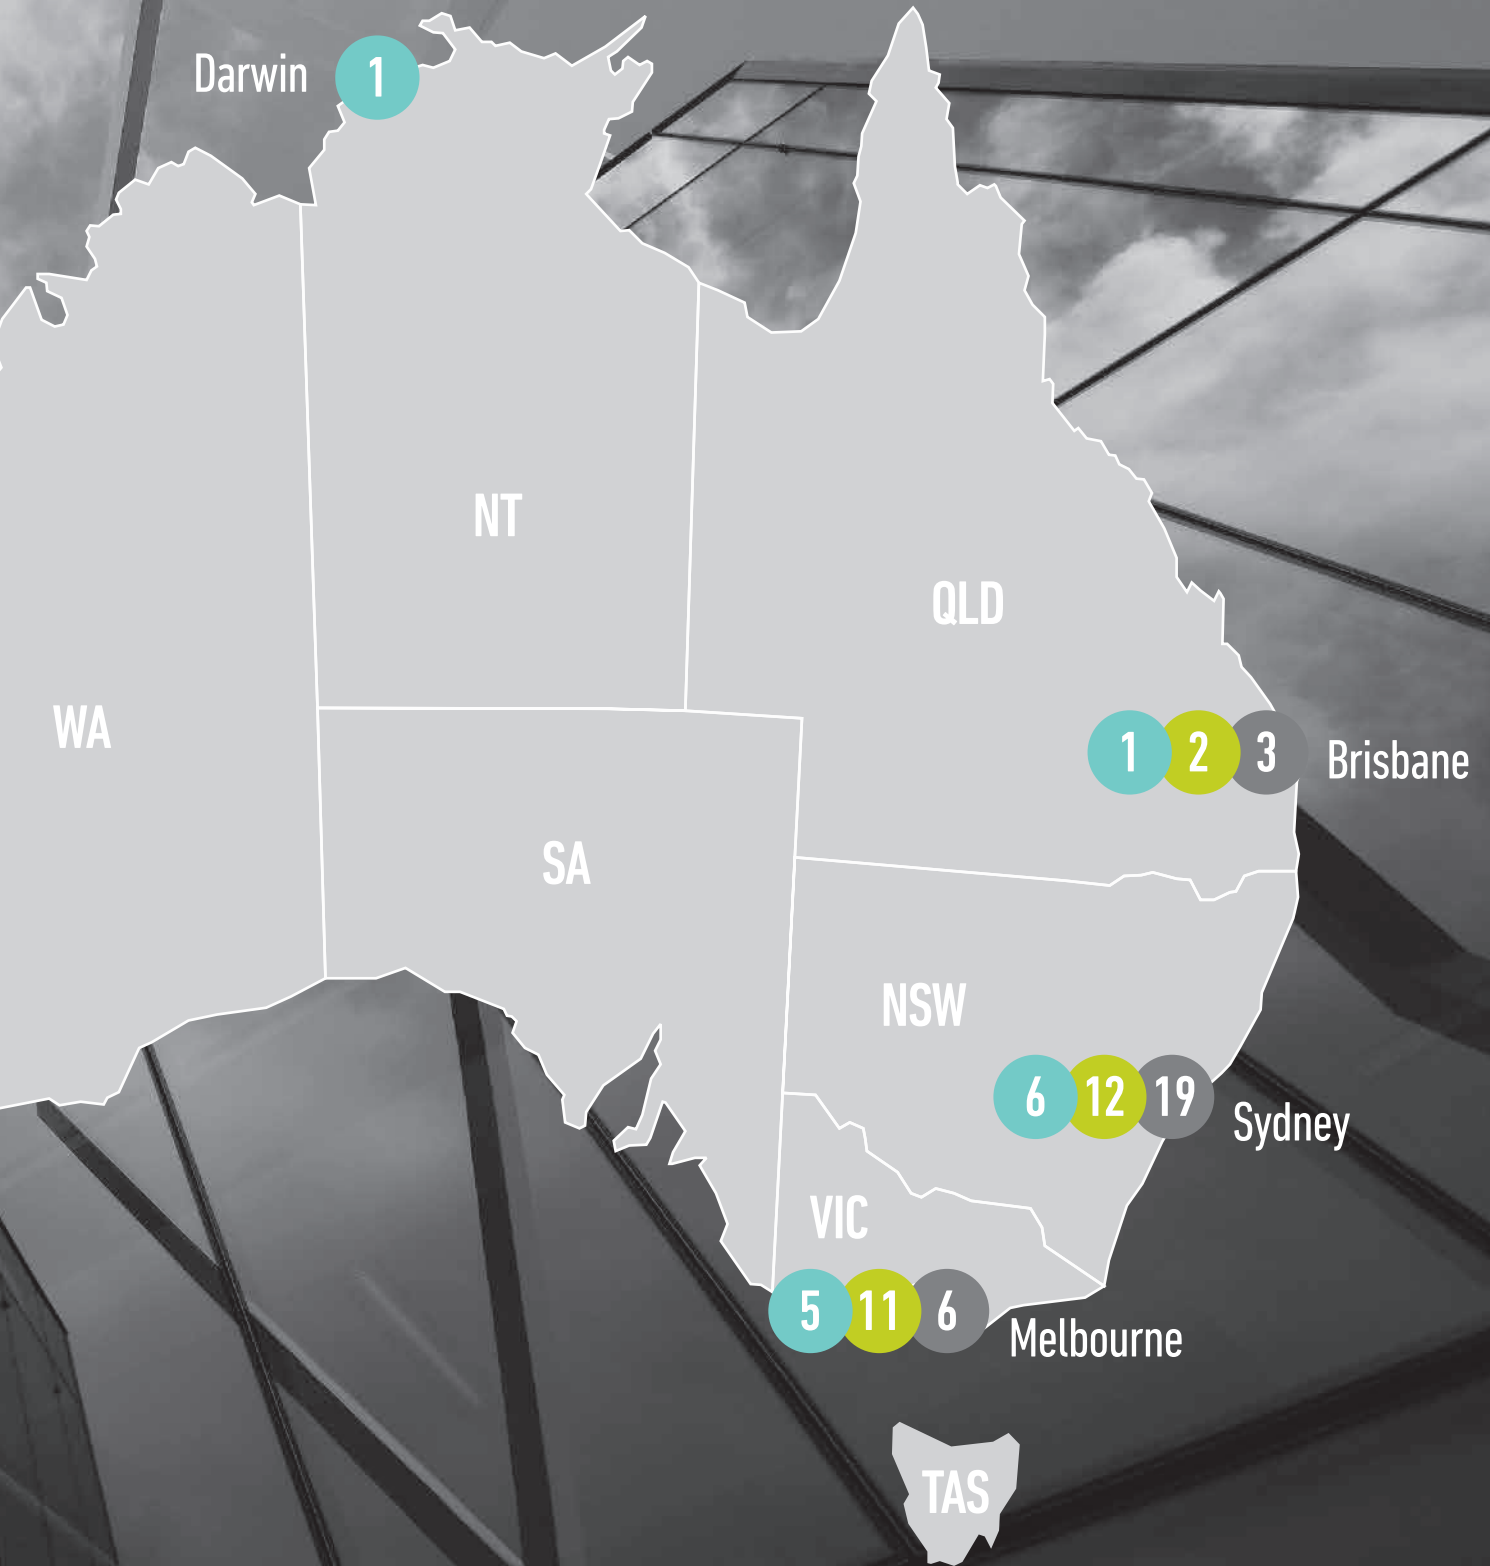 Darwin 1
NT
QLD
WA
1 2 3 Brisbane
SA
NSW
6 12 19 Sydney
VIC
5 11 6 Melbourne
TAS